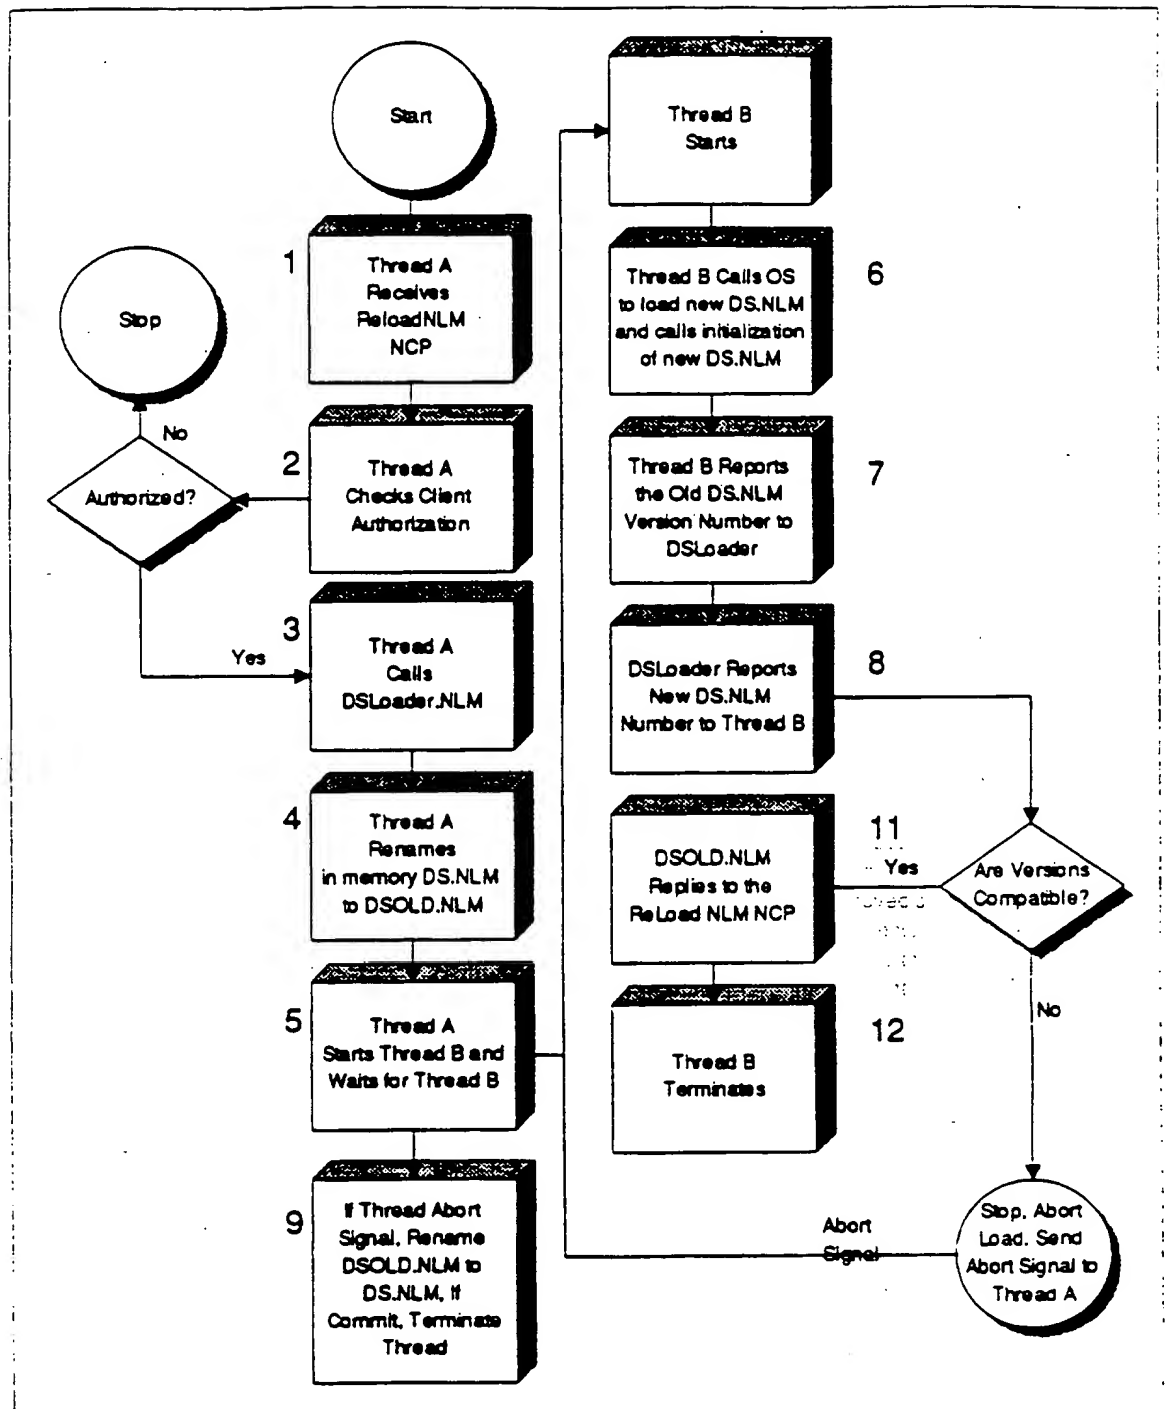 Start
1
Thread A
Receives
ReloadNLM
NCP
Stop
No
2
Thread A
Checks Client
Authorization
Authorized?
Yes
3
Thread A
Calls
DSLoader.NLM
4
Thread A
Renames
in memory DS.NLM
to DSOLD.NLM
5
Thread A
Starts Thread B and
Waits for Thread B
9
If Thread Abort
Signal, Rename
DSOLD.NLM to
DS.NLM, If
Commit, Terminate
Thread
Thread B
Starts
6
Thread B Calls OS
to load new DS.NLM
and calls initialization
of new DS.NLM
7
Thread B Reports
the Old DS.NLM
Version Number to
DSLoader
8
DSLoader Reports
New DS.NLM
Number to Thread B
Are Versions
Compatible?
11
Yes
DSOLD.NLM
Replies to the
ReLoad NLM NCP
12
Thread B
Terminates
No
Stop, Abort
Load, Send
Abort Signal to
Thread A
Abort
Signal